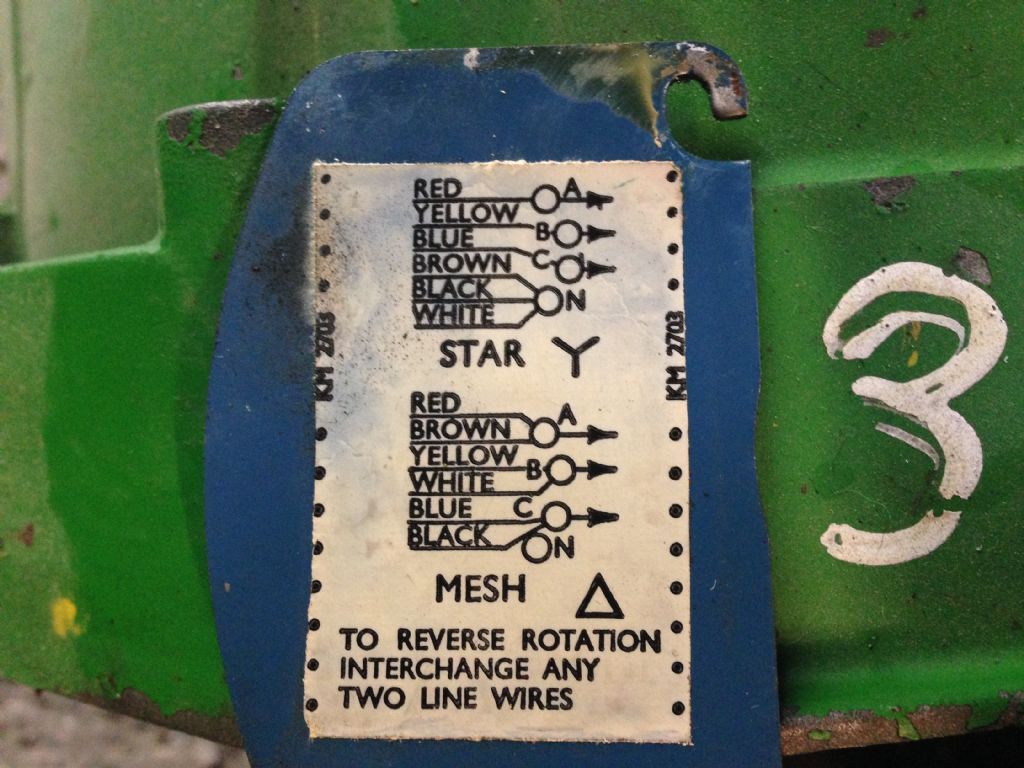 RED A
YELLOW B
BLUE C
BROWN
BLACK N
WHITE
STAR
KM 2703
KM 2703
RED A
BROWN
YELLOW B
WHITE
BLUE C
BLACK N
MESH
TO REVERSE ROTATION
INTERCHANGE ANY
TWO LINE WIRES
3